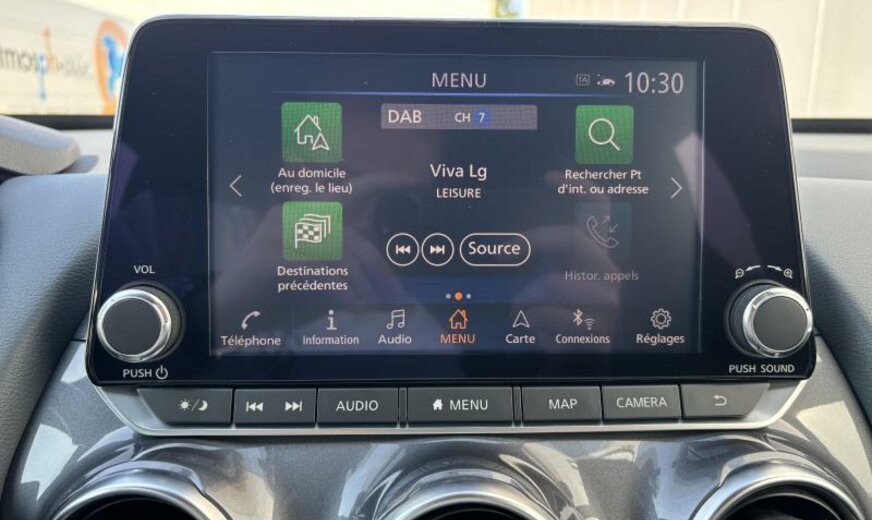 MENU
TA
10:30
DAB CH 7
Au domicile
(enreg. le lieu)
Viva Lg
LEISURE
Rechercher Pt
d'int. ou adresse
Destinations
précédentes
Source
Histor. appels
Téléphone
Information
Audio
MENU
Carte
Connexions
Réglages
VOL
PUSH
PUSH SOUND
AUDIO
MENU
MAP
CAMERA